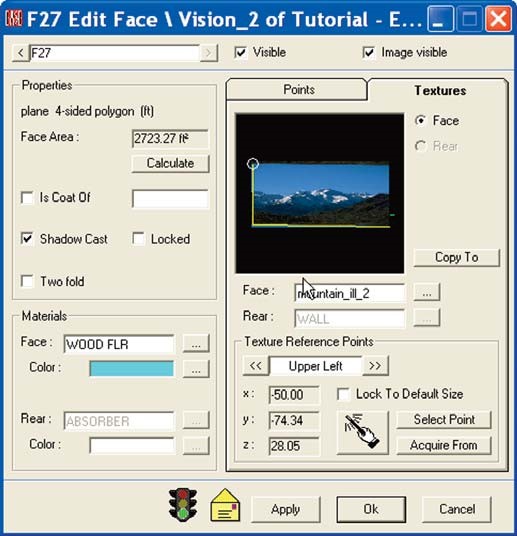 F27 Edit Face \ Vision_2 of Tutorial - E...
< F27 >
Visible
Image visible
Properties
plane 4-sided polygon (ft)
Face Area : 2723.27 ft²
Calculate
Is Coat Of
Shadow Cast
Locked
Two fold
Materials
Face : WOOD FLR ...
Color : ...
Rear : ABSORBER ...
Color : ...
Points
Textures
Face
Rear
Copy To
Face : mountain_ill_2 ...
Rear : WALL ...
Texture Reference Points
<< Upper Left >>
x : -50.00
Lock To Default Size
y : -74.34
Select Point
z : 28.05
Acquire From
Apply
Ok
Cancel